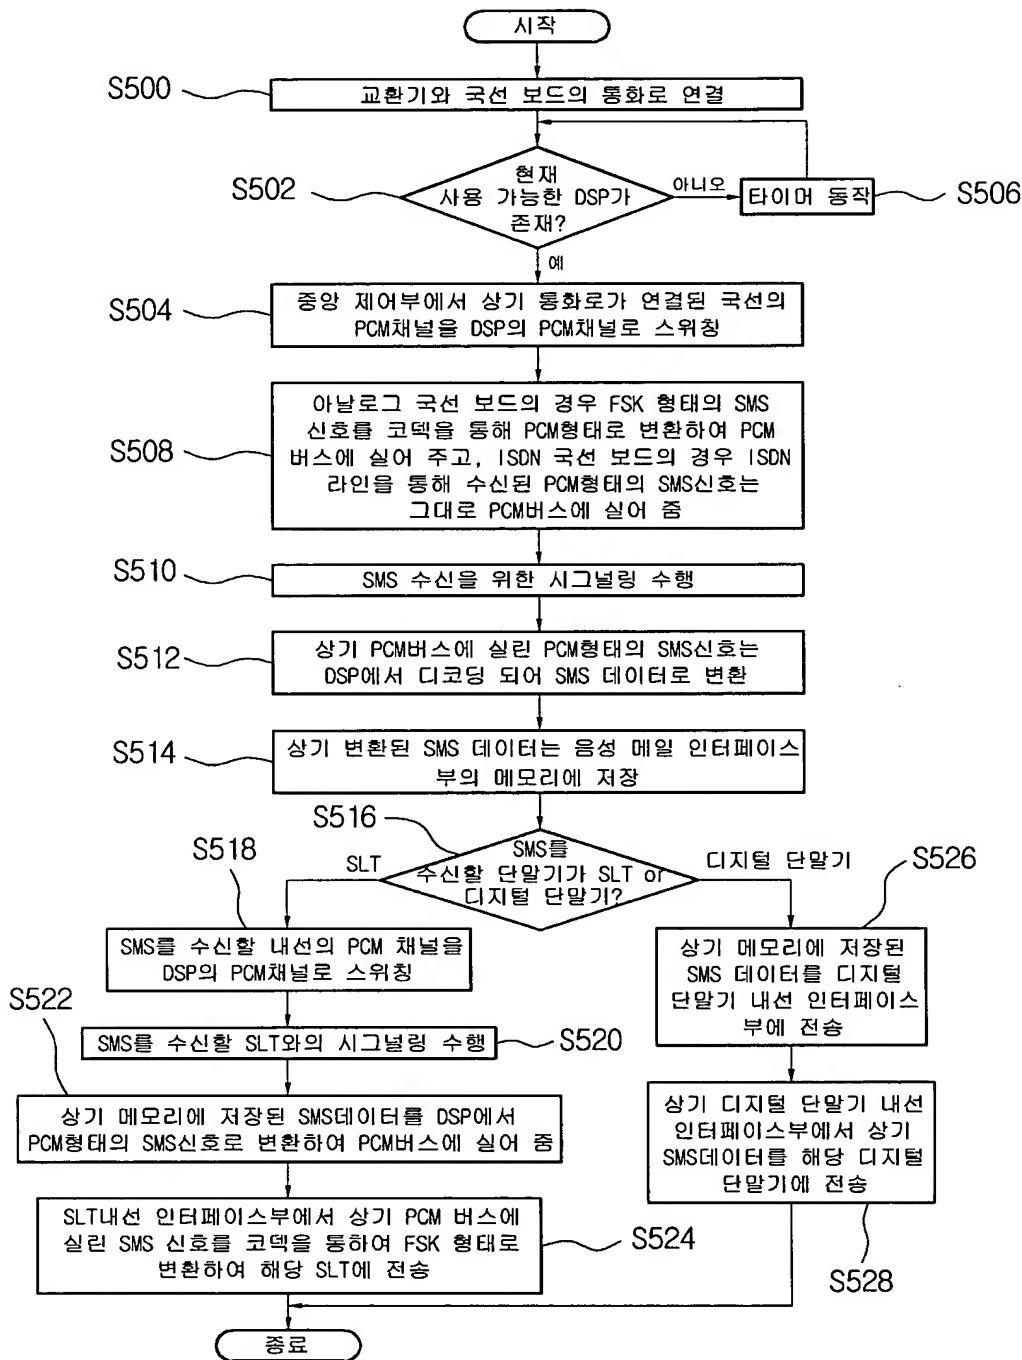 시작
S500
교환기와 국선 보드의 통화로 연결
S502
현재
사용 가능한 DSP가
존재?
아니오
타이머 동작
S506
예
S504
중앙 제어부에서 상기 통화로가 연결된 국선의
PCM채널을 DSP의 PCM채널로 스위칭
S508
아날로그 국선 보드의 경우 FSK 형태의 SMS
신호를 코덱을 통해 PCM형태로 변환하여 PCM
버스에 실어 주고, ISDN 국선 보드의 경우 ISDN
라인을 통해 수신된 PCM형태의 SMS신호는
그대로 PCM버스에 실어 줌
S510
SMS 수신을 위한 시그널링 수행
S512
상기 PCM버스에 실린 PCM형태의 SMS신호는
DSP에서 디코딩 되어 SMS 데이터로 변환
S514
상기 변환된 SMS 데이터는 음성 메일 인터페이스
부의 메모리에 저장
S516
SMS를
수신할 단말기가 SLT or
디지털 단말기?
SLT
디지털 단말기
S518
SMS를 수신할 내선의 PCM 채널을
DSP의 PCM채널로 스위칭
S520
SMS를 수신할 SLT와의 시그널링 수행
S522
상기 메모리에 저장된 SMS데이터를 DSP에서
PCM형태의 SMS신호로 변환하여 PCM버스에 실어 줌
SLT내선 인터페이스부에서 상기 PCM 버스에
실린 SMS 신호를 코덱을 통하여 FSK 형태로
변환하여 해당 SLT에 전송
S524
S526
상기 메모리에 저장된
SMS 데이터를 디지털
단말기 내선 인터페이스
부에 전송
상기 디지털 단말기 내선
인터페이스부에서 상기
SMS데이터를 해당 디지털
단말기에 전송
S528
종료